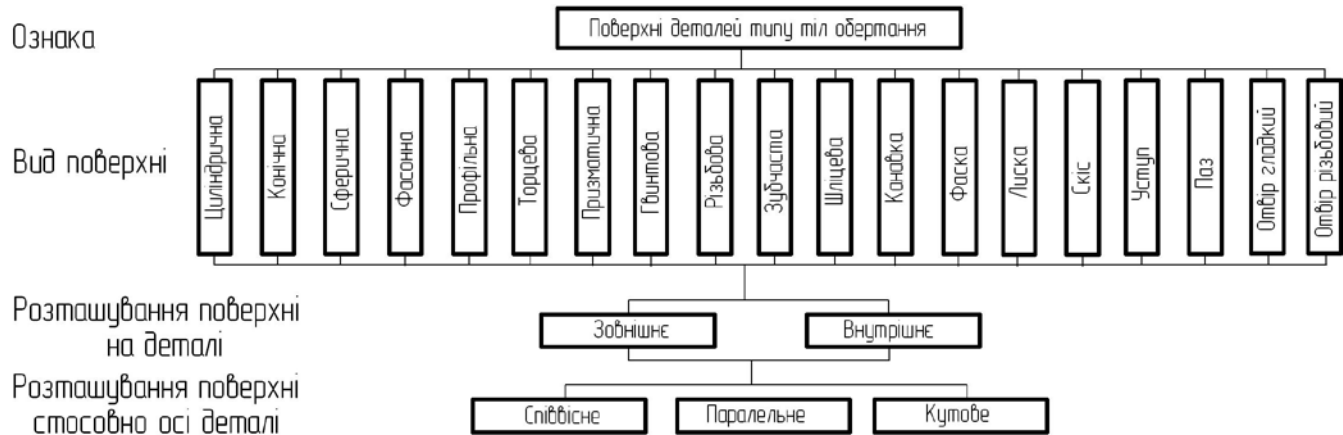 Ознака
Поверхні деталей типу тіл обертання
Вид поверхні
Циліндрична
Конічна
Сферична
Фасонна
Профільна
Торцева
Призматична
Гвинтова
Різьбова
Зубчаста
Шліцева
Канавка
Фаска
Лиска
Скіс
Уступ
Паз
Отвір гладкий
Отвір різьбовий
Розташування поверхні
на деталі
Зовнішнє
Внутрішнє
Розташування поверхні
стосовно осі деталі
Співвісне
Паралельне
Кутове